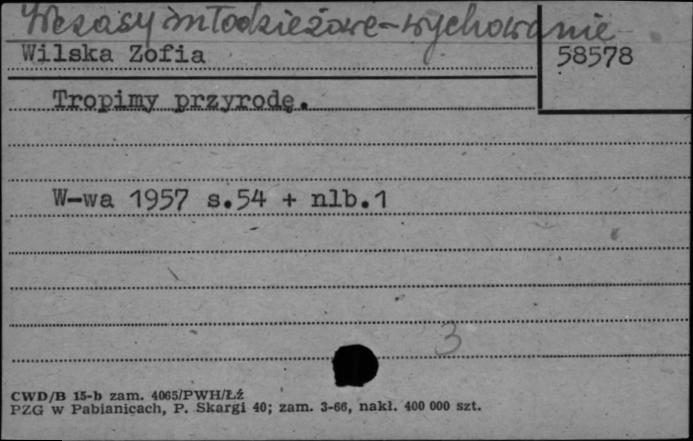 Wczasy młodzieżowe-wychowanie
Wilska Zofia
58578
Tropimy przyrodę.
W-wa 1957 s.54 + nlb.1
3
CWD/B 15-b zam. 4065/PWH/Łź
PZG w Pabianicach, P. Skargi 40; zam. 3-66, nakł. 400 000 szt.